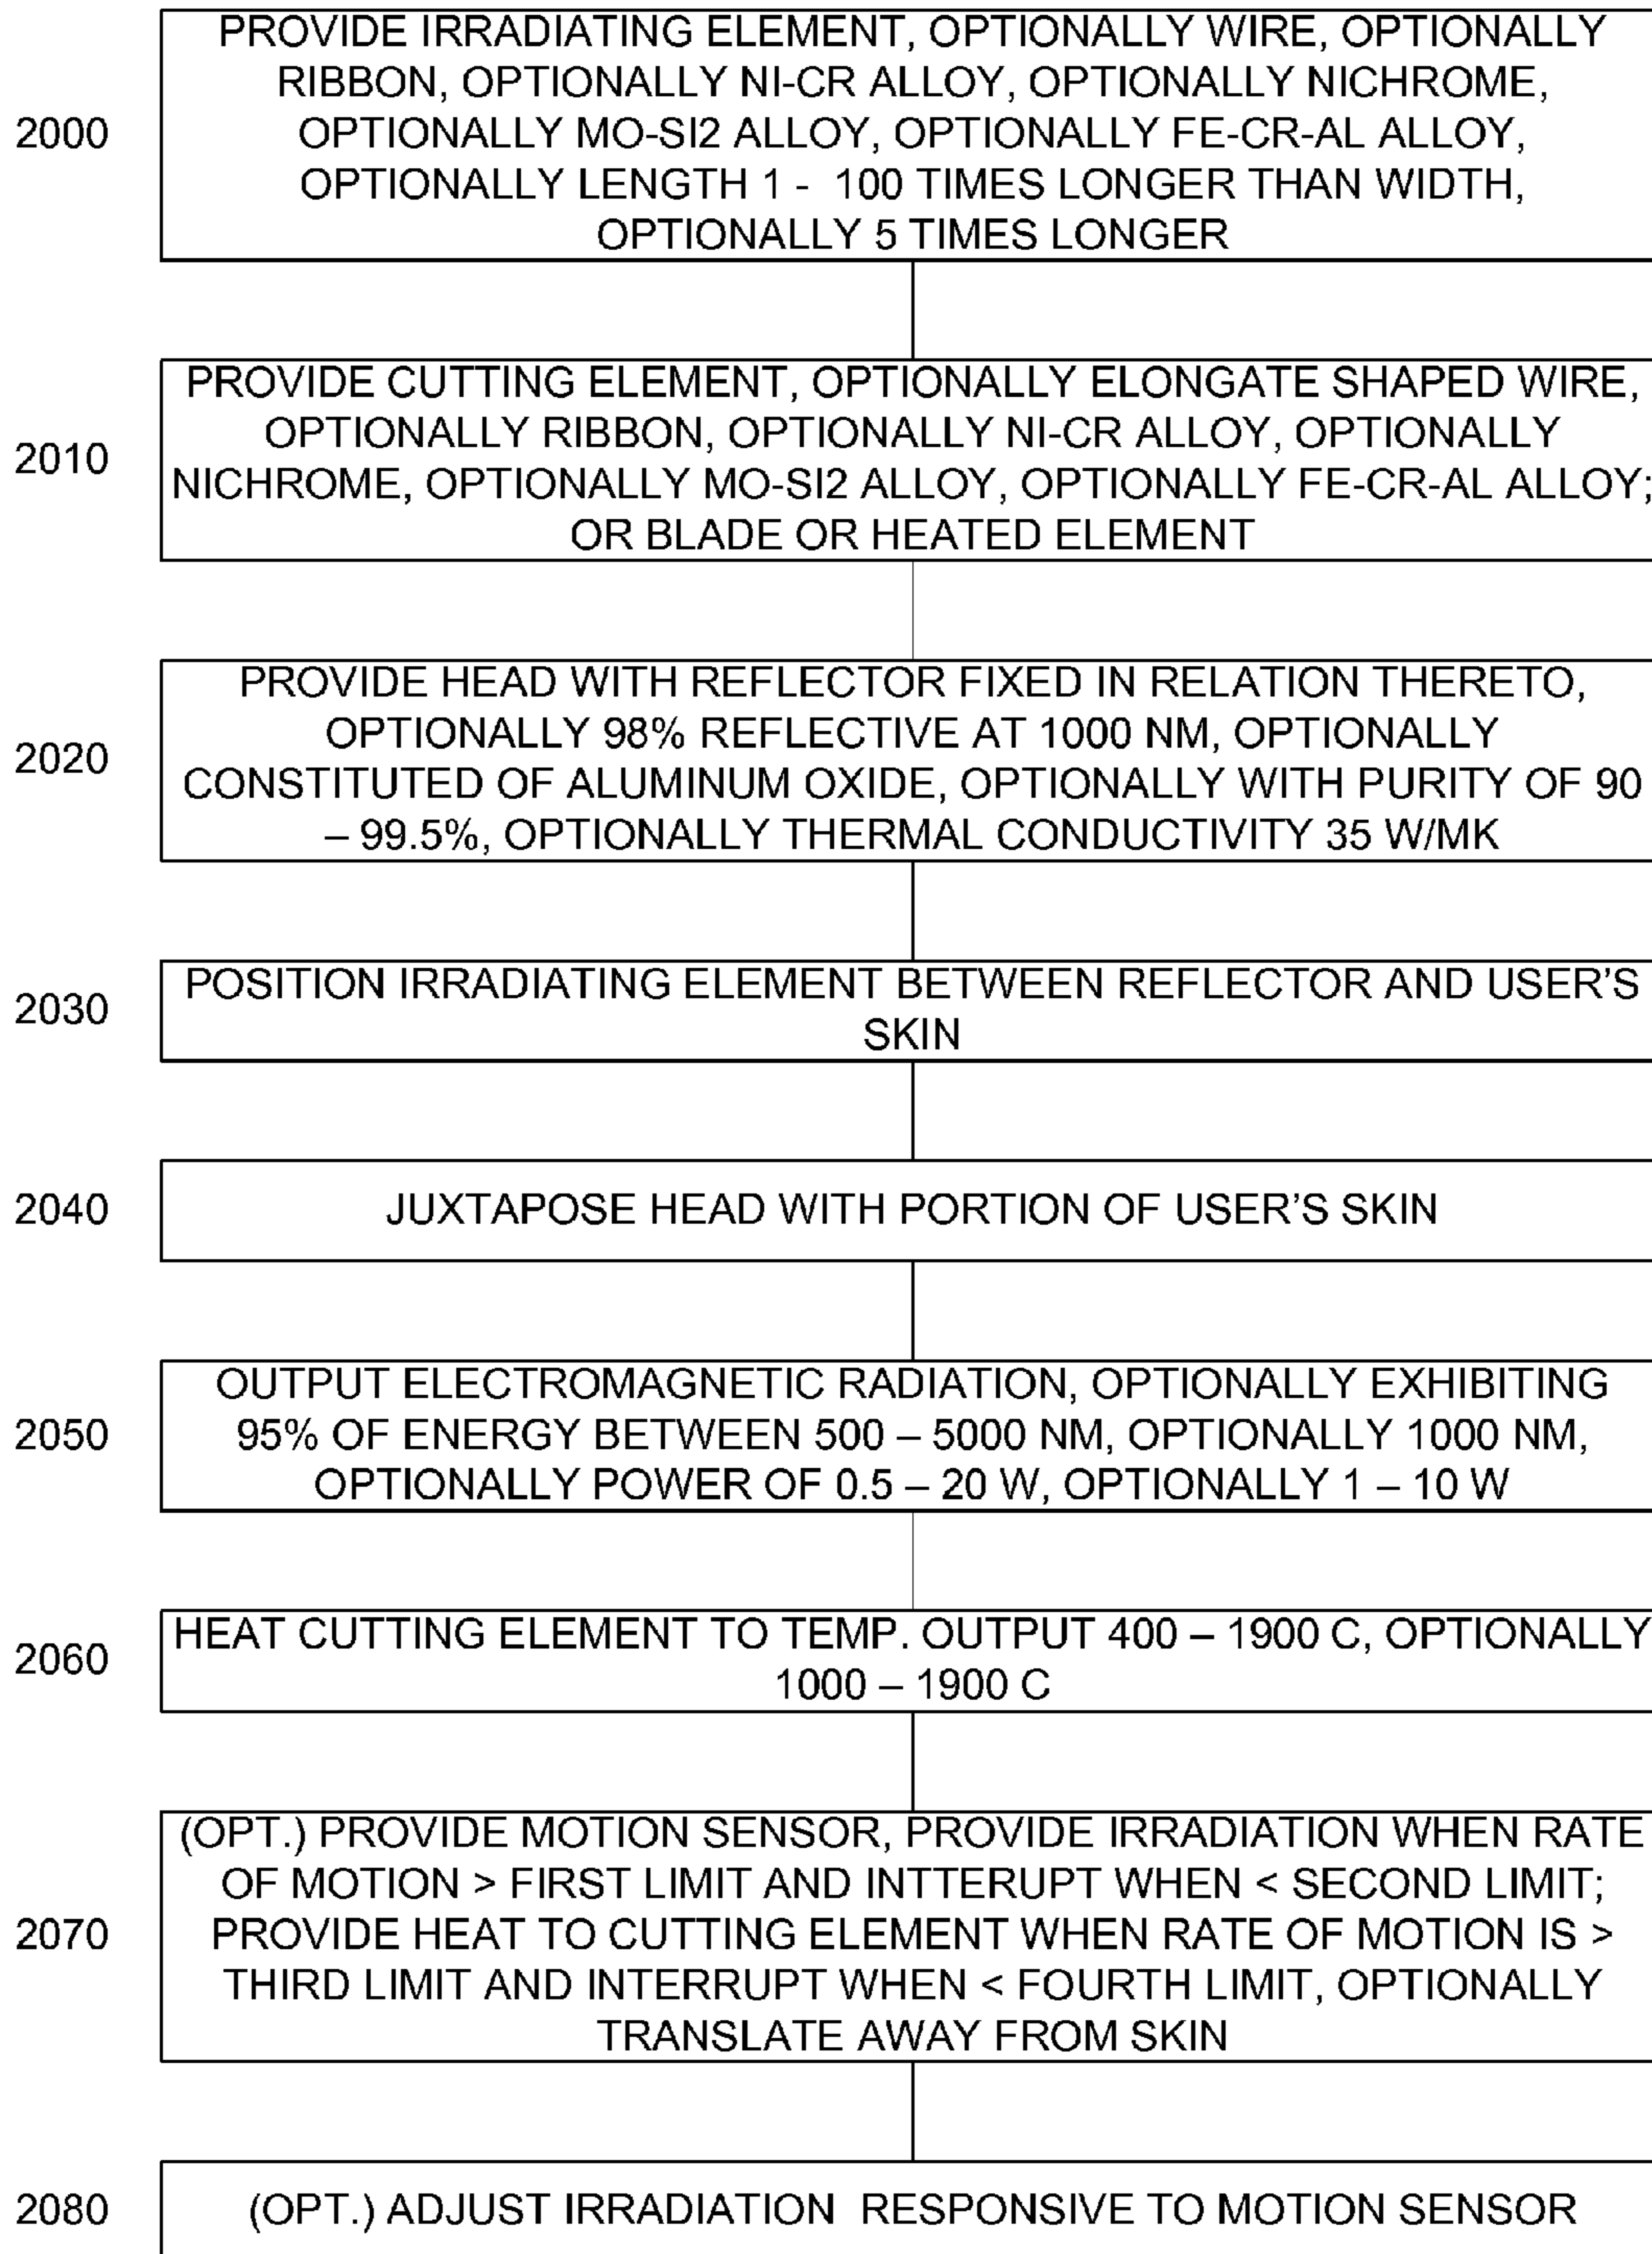 PROVIDE IRRADIATING ELEMENT, OPTIONALLY WIRE, OPTIONALLY
RIBBON, OPTIONALLY NI-CR ALLOY, OPTIONALLY NICHROME,
2000
OPTIONALLY MO-SI2 ALLOY, OPTIONALLY FE-CR-AL ALLOY,
OPTIONALLY LENGTH 1 - 100 TIMES LONGER THAN WIDTH,
OPTIONALLY 5 TIMES LONGER
PROVIDE CUTTING ELEMENT, OPTIONALLY ELONGATE SHAPED WIRE,
OPTIONALLY RIBBON, OPTIONALLY NI-CR ALLOY, OPTIONALLY
2010
NICHROME, OPTIONALLY MO-SI2 ALLOY, OPTIONALLY FE-CR-AL ALLOY;
OR BLADE OR HEATED ELEMENT
PROVIDE HEAD WITH REFLECTOR FIXED IN RELATION THERETO,
OPTIONALLY 98% REFLECTIVE AT 1000 NM, OPTIONALLY
2020
CONSTITUTED OF ALUMINUM OXIDE, OPTIONALLY WITH PURITY OF 90
– 99.5%, OPTIONALLY THERMAL CONDUCTIVITY 35 W/MK
2030
POSITION IRRADIATING ELEMENT BETWEEN REFLECTOR AND USER'S
SKIN
2040
JUXTAPOSE HEAD WITH PORTION OF USER'S SKIN
OUTPUT ELECTROMAGNETIC RADIATION, OPTIONALLY EXHIBITING
2050
95% OF ENERGY BETWEEN 500 – 5000 NM, OPTIONALLY 1000 NM,
OPTIONALLY POWER OF 0.5 – 20 W, OPTIONALLY 1 – 10 W
2060
HEAT CUTTING ELEMENT TO TEMP. OUTPUT 400 – 1900 C, OPTIONALLY
1000 – 1900 C
(OPT.) PROVIDE MOTION SENSOR, PROVIDE IRRADIATION WHEN RATE
OF MOTION > FIRST LIMIT AND INTTERUPT WHEN < SECOND LIMIT;
2070
PROVIDE HEAT TO CUTTING ELEMENT WHEN RATE OF MOTION IS >
THIRD LIMIT AND INTERRUPT WHEN < FOURTH LIMIT, OPTIONALLY
TRANSLATE AWAY FROM SKIN
2080
(OPT.) ADJUST IRRADIATION RESPONSIVE TO MOTION SENSOR